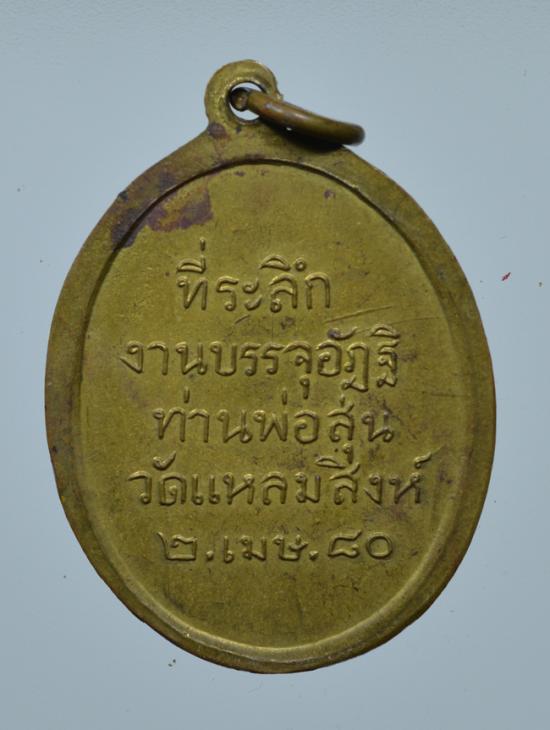 ที่ระลึก
งานบรรจุอัฏฐิ
ท่านพ่อสุ่น
วัดแหลมสิงห์
๒.เมษ.๘๐